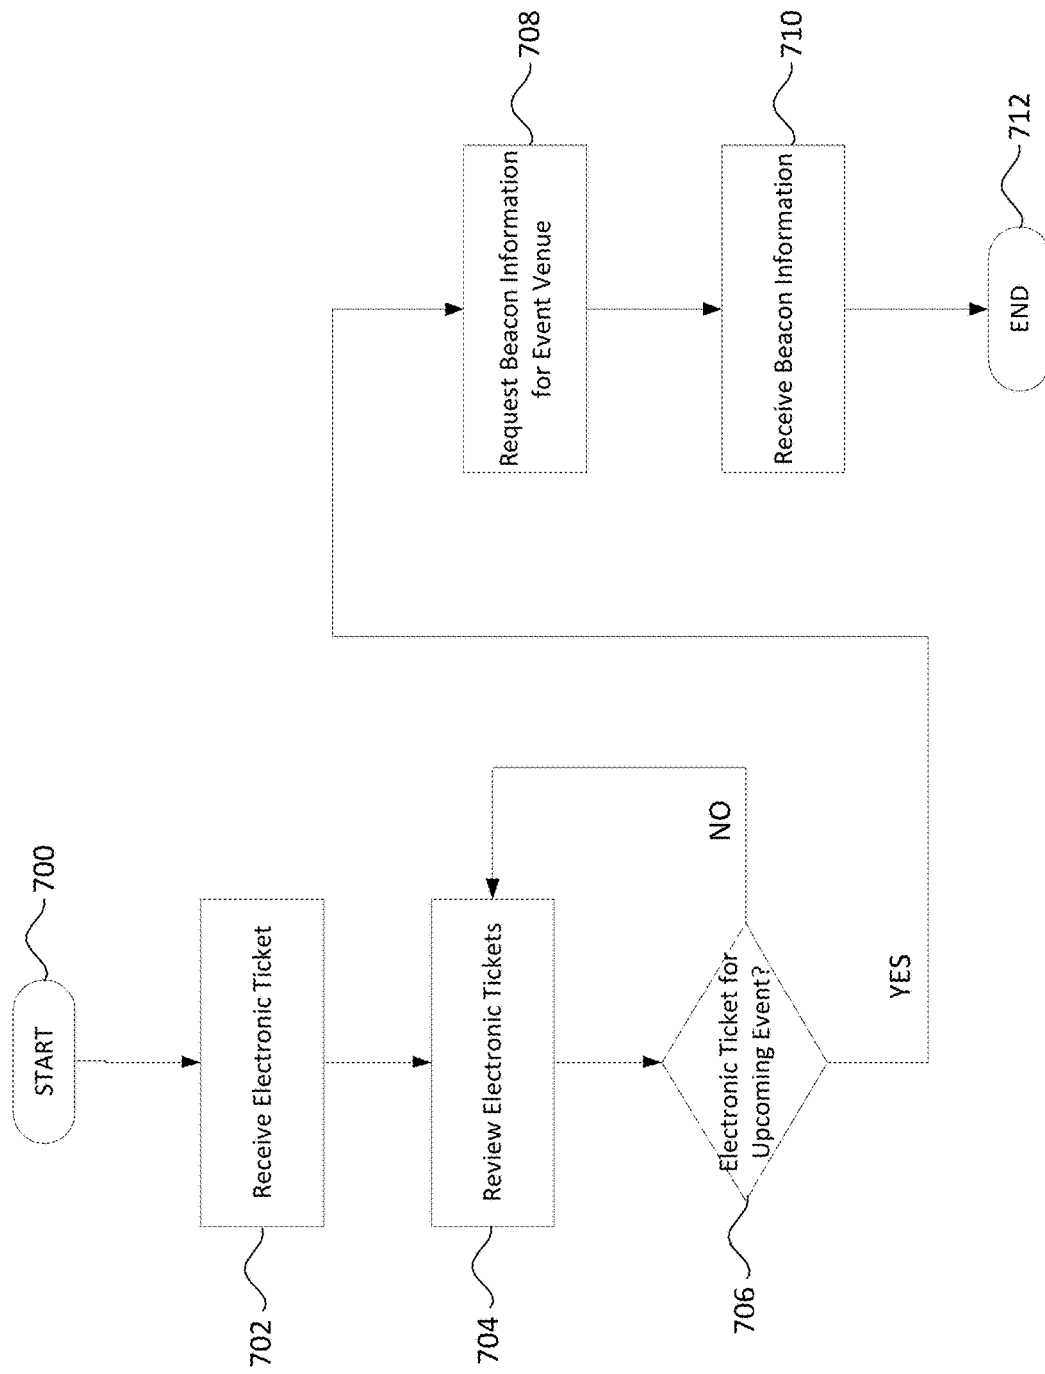 START
700
Receive Electronic Ticket
702
Review Electronic Tickets
704
Electronic Ticket for
Upcoming Event?
706
NO
YES
Request Beacon Information
for Event Venue
708
Receive Beacon Information
710
END
712